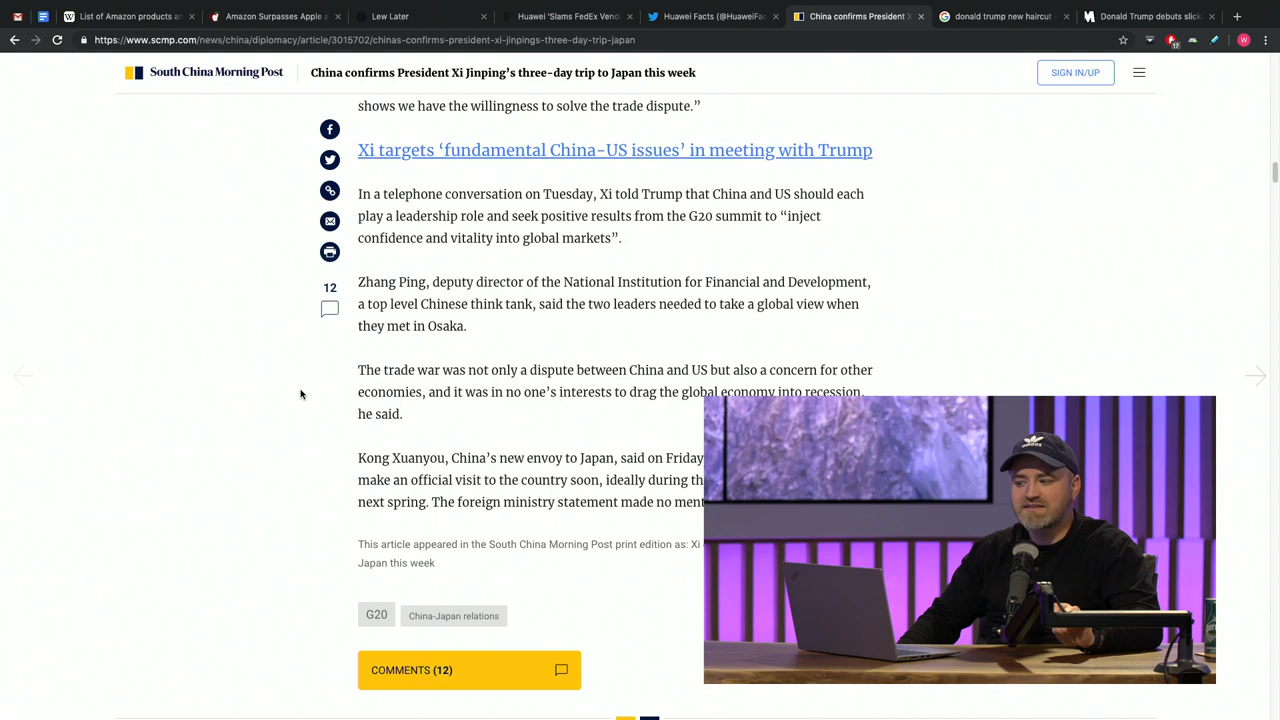 List of Amazon products an
Amazon Surpasses Apple a
Lew Later
Huawei 'Slams FedEx Vend
Huawei Facts (@HuaweiFac
China confirms President X
donald trump new haircut -
Donald Trump debuts slick
https://www.scmp.com/news/china/diplomacy/article/3015702/chinas-confirms-president-xi-jinpings-three-day-trip-japan
17
W
South China Morning Post
China confirms President Xi Jinping’s three-day trip to Japan this week
SIGN IN/UP
shows we have the willingness to solve the trade dispute.”
Xi targets ‘fundamental China-US issues’ in meeting with Trump
In a telephone conversation on Tuesday, Xi told Trump that China and US should each
play a leadership role and seek positive results from the G20 summit to “inject
confidence and vitality into global markets”.
12
Zhang Ping, deputy director of the National Institution for Financial and Development,
a top level Chinese think tank, said the two leaders needed to take a global view when
they met in Osaka.
The trade war was not only a dispute between China and US but also a concern for other
economies, and it was in no one’s interests to drag the global economy into recession,
he said.
Kong Xuanyou, China’s new envoy to Japan, said on Friday
make an official visit to the country soon, ideally during th
next spring. The foreign ministry statement made no ment
This article appeared in the South China Morning Post print edition as: Xi
Japan this week
G20
China-Japan relations
COMMENTS (12)